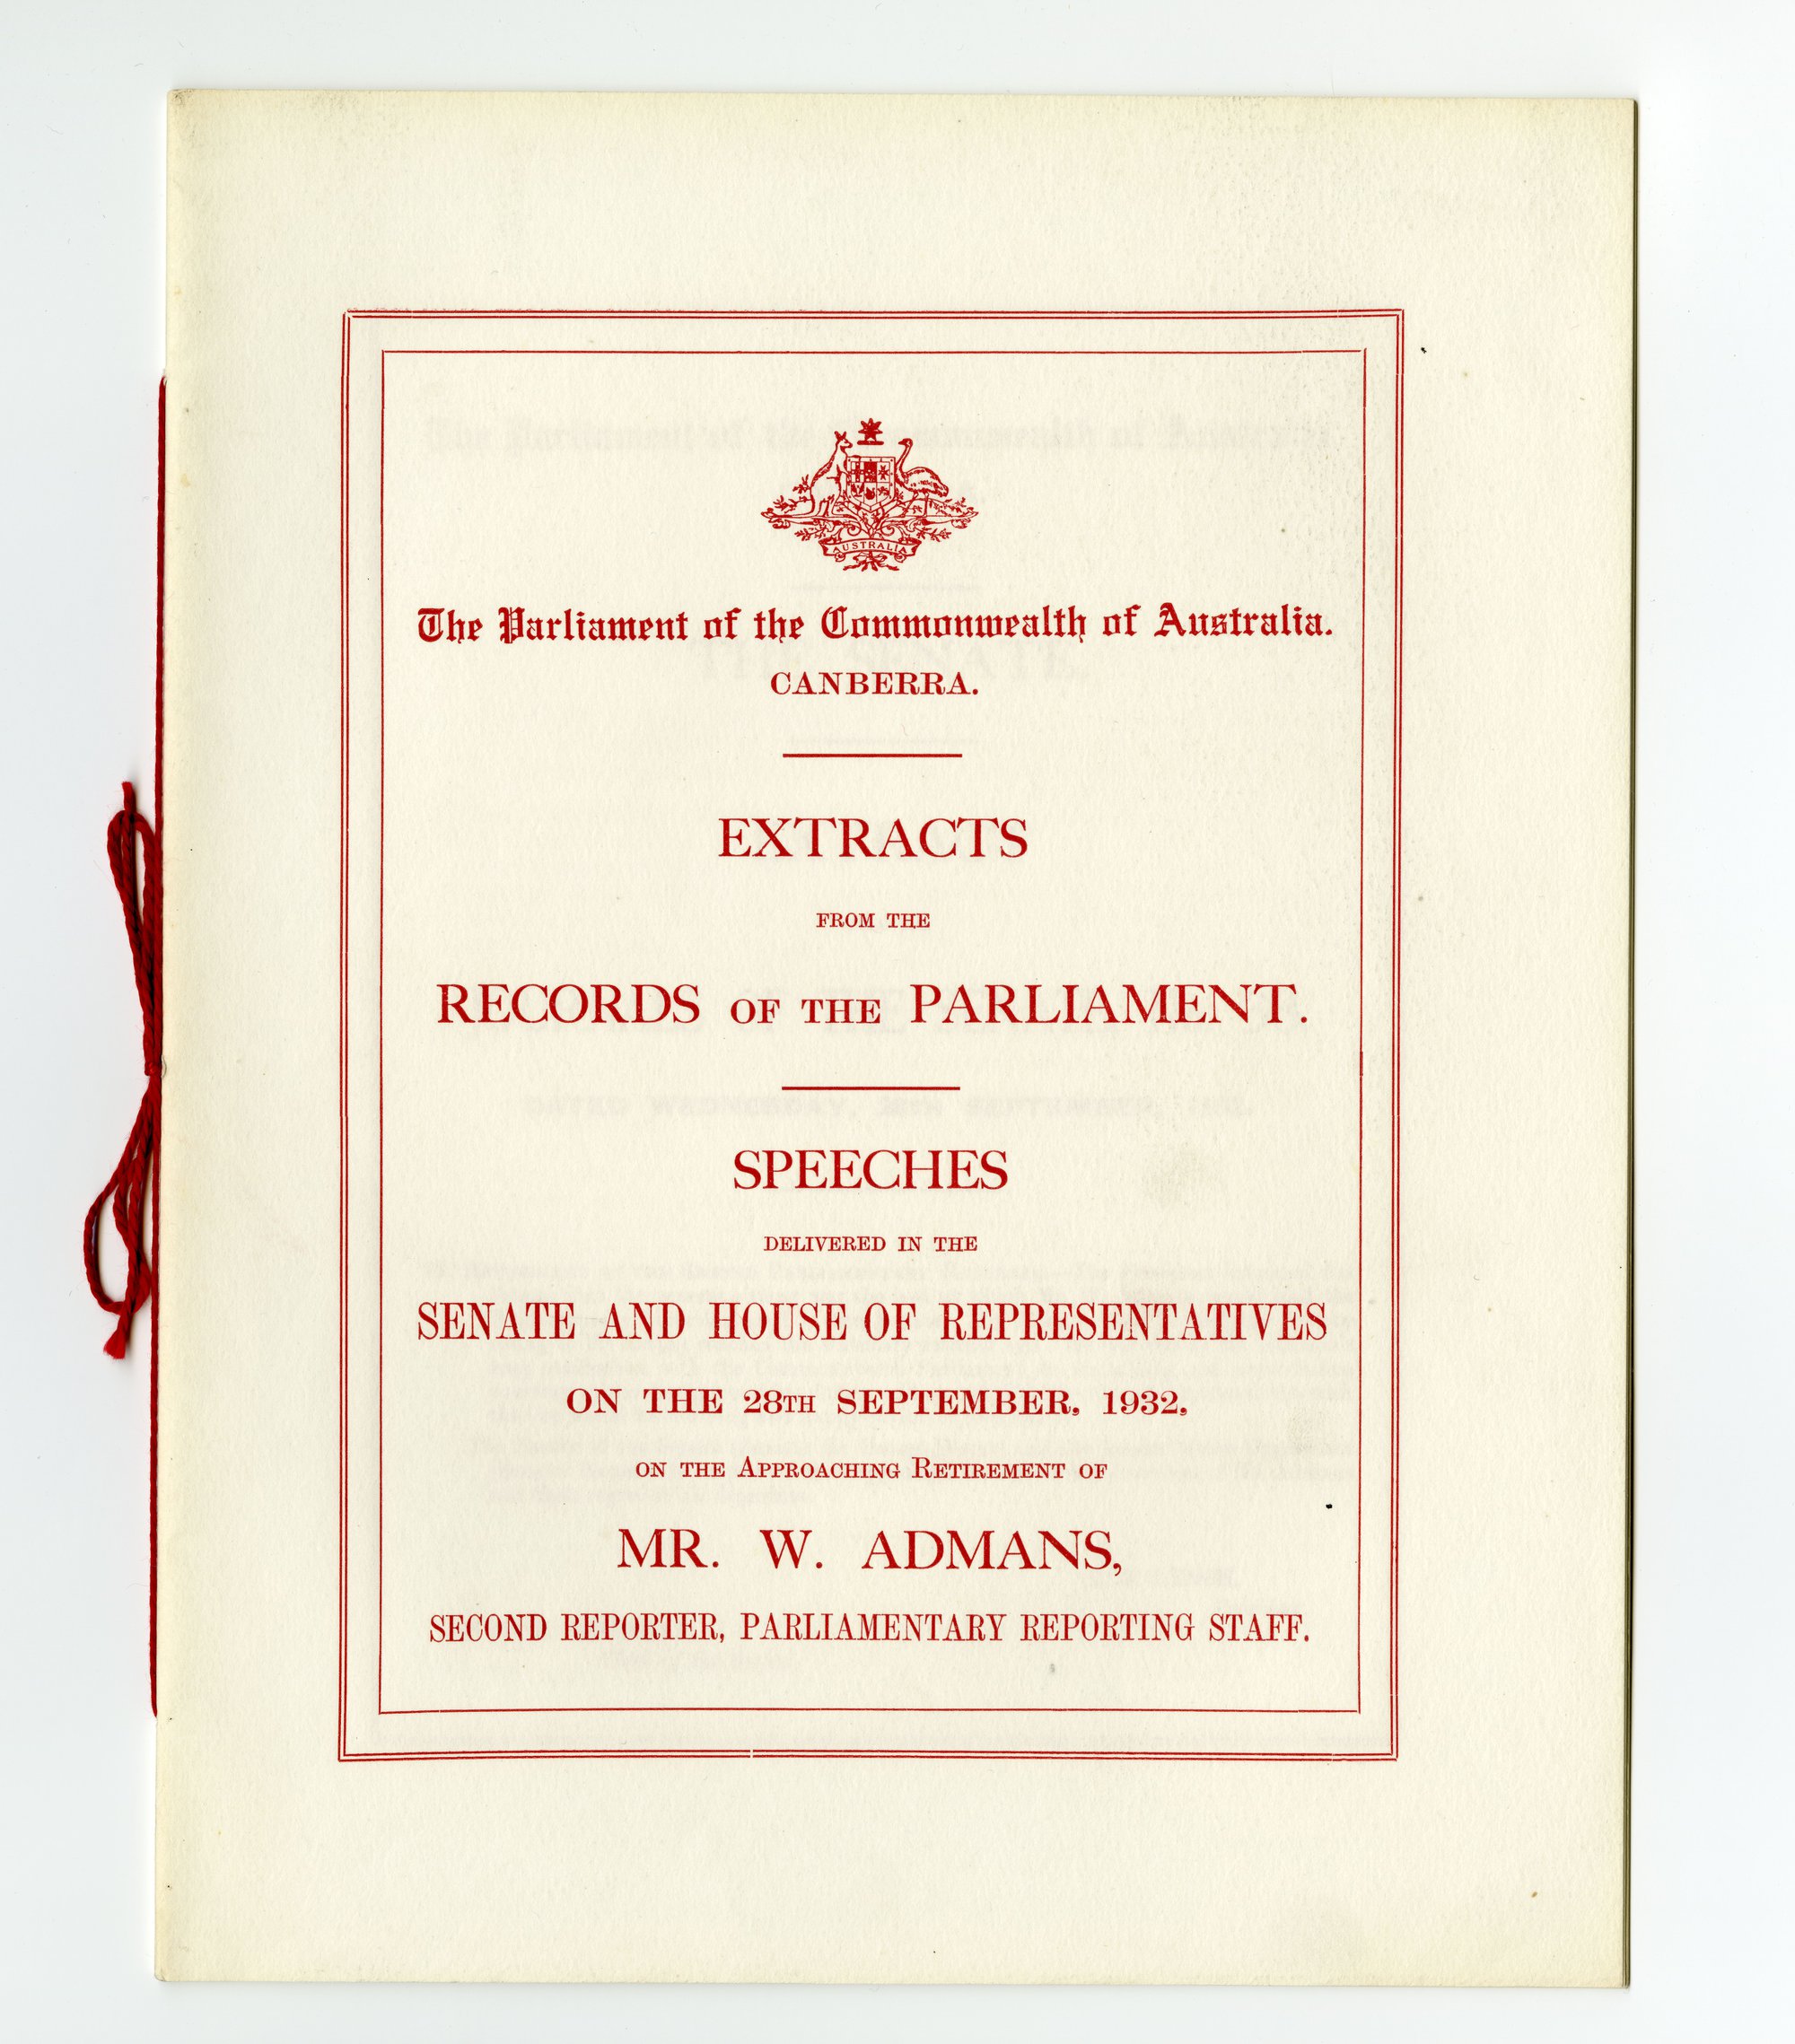 AUSTRALIA
The Parliament of the Commonwealth of Australia.
CANBERRA.
EXTRACTS
FROM THE
RECORDS OF THE PARLIAMENT.
SPEECHES
DELIVERED IN THE
SENATE AND HOUSE OF REPRESENTATIVES
ON THE 28TH SEPTEMBER, 1932,
ON THE APPROACHING RETIREMENT OF
MR. W. ADMANS,
SECOND REPORTER, PARLIAMENTARY REPORTING STAFF.